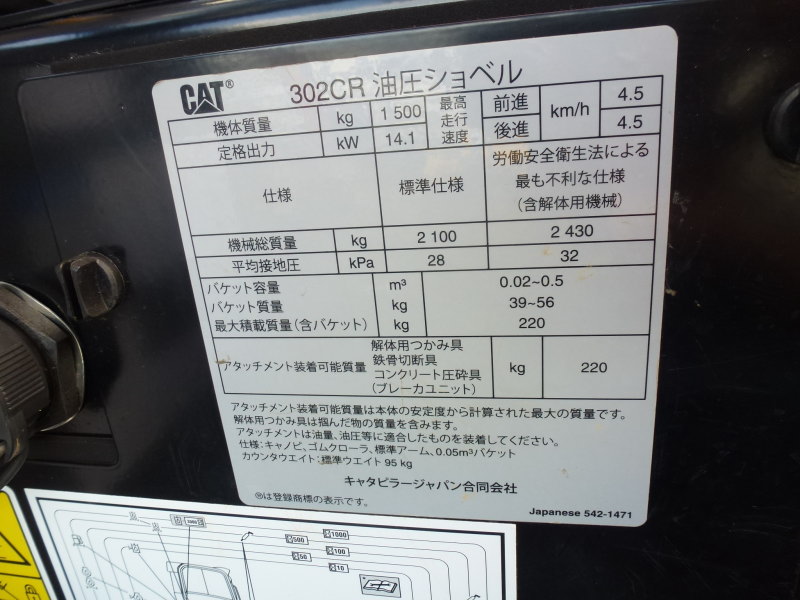 CAT® 302CR 油圧ショベル
機体質量 kg 1 500 最高走行速度 前進 km/h 4.5
定格出力 kW 14.1 後進 4.5
仕様 標準仕様 労働安全衛生法による最も不利な仕様(含解体用機械)
機械総質量 kg 2 100 2 430
平均接地圧 kPa 28 32
バケット容量 m³ 0.02~0.5
バケット質量 kg 39~56
最大積載質量(含バケット) kg 220
アタッチメント装着可能質量 解体用つかみ具 鉄骨切断具 コンクリート圧砕具 (ブレーカユニット) kg 220
アタッチメント装着可能質量は本体の安定度から計算された最大の質量です。
解体用つかみ具は掴んだ物の質量を含みます。
アタッチメントは油量、油圧等に適合したものを装着してください。
仕様:キャノピ、ゴムクローラ、標準アーム、0.05m³バケット
カウンタウエイト:標準ウエイト 95 kg
キャタピラージャパン合同会社
®は登録商標の表示です。
Japanese 542-1471
500
1000
50
100
10